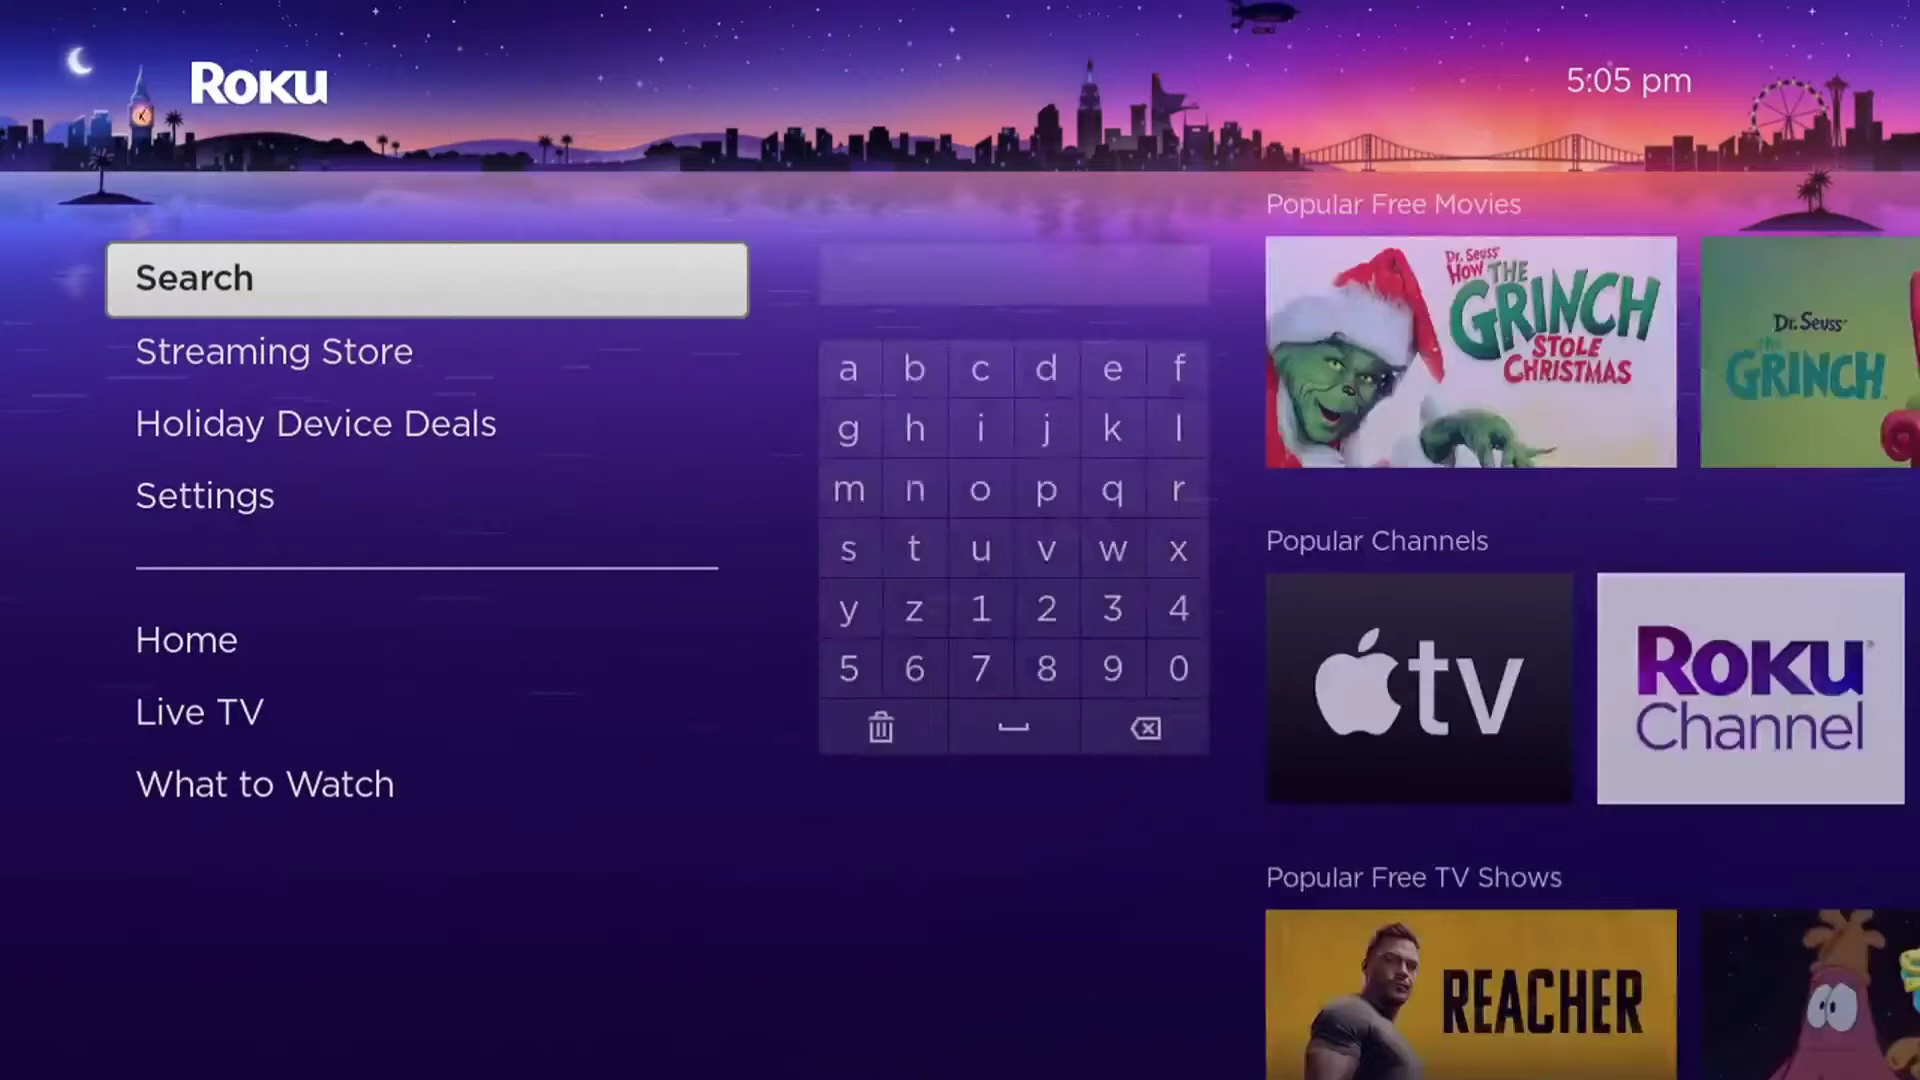 Roku
5:05 pm
Search
Streaming Store
Holiday Device Deals
Settings
Home
Live TV
What to Watch
a b c d e f
g h i j k l
m n o p q r
s t u v w x
y z 1 2 3 4
5 6 7 8 9 0
Popular Free Movies
Dr. Seuss'
HOW THE
GRINCH
STOLE
CHRISTMAS
Dr. Seuss'
THE
GRINCH
Popular Channels
tv
Roku
Channel
Popular Free TV Shows
REACHER